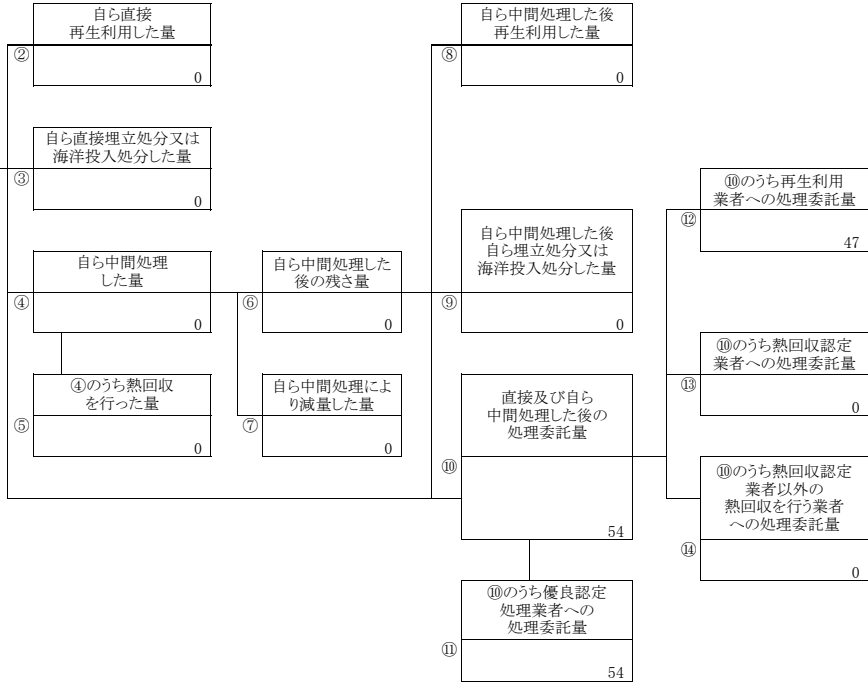 自ら直接
再生利用した量
②
0
自ら直接埋立処分又は
海洋投入処分した量
③
0
自ら中間処理
した量
④
0
④のうち熱回収
を行った量
⑤
0
自ら中間処理した
後の残さ量
⑥
0
自ら中間処理によ
り減量した量
⑦
0
自ら中間処理した後
再生利用した量
⑧
0
自ら中間処理した後
自ら埋立処分又は
海洋投入処分した量
⑨
0
直接及び自ら
中間処理した後の
処理委託量
⑩
54
⑩のうち優良認定
処理業者への
処理委託量
⑪
54
⑩のうち再生利用
業者への処理委託量
⑫
47
⑩のうち熱回収認定
業者への処理委託量
⑬
0
⑩のうち熱回収認定
業者以外の
熱回収を行う業者
への処理委託量
⑭
0